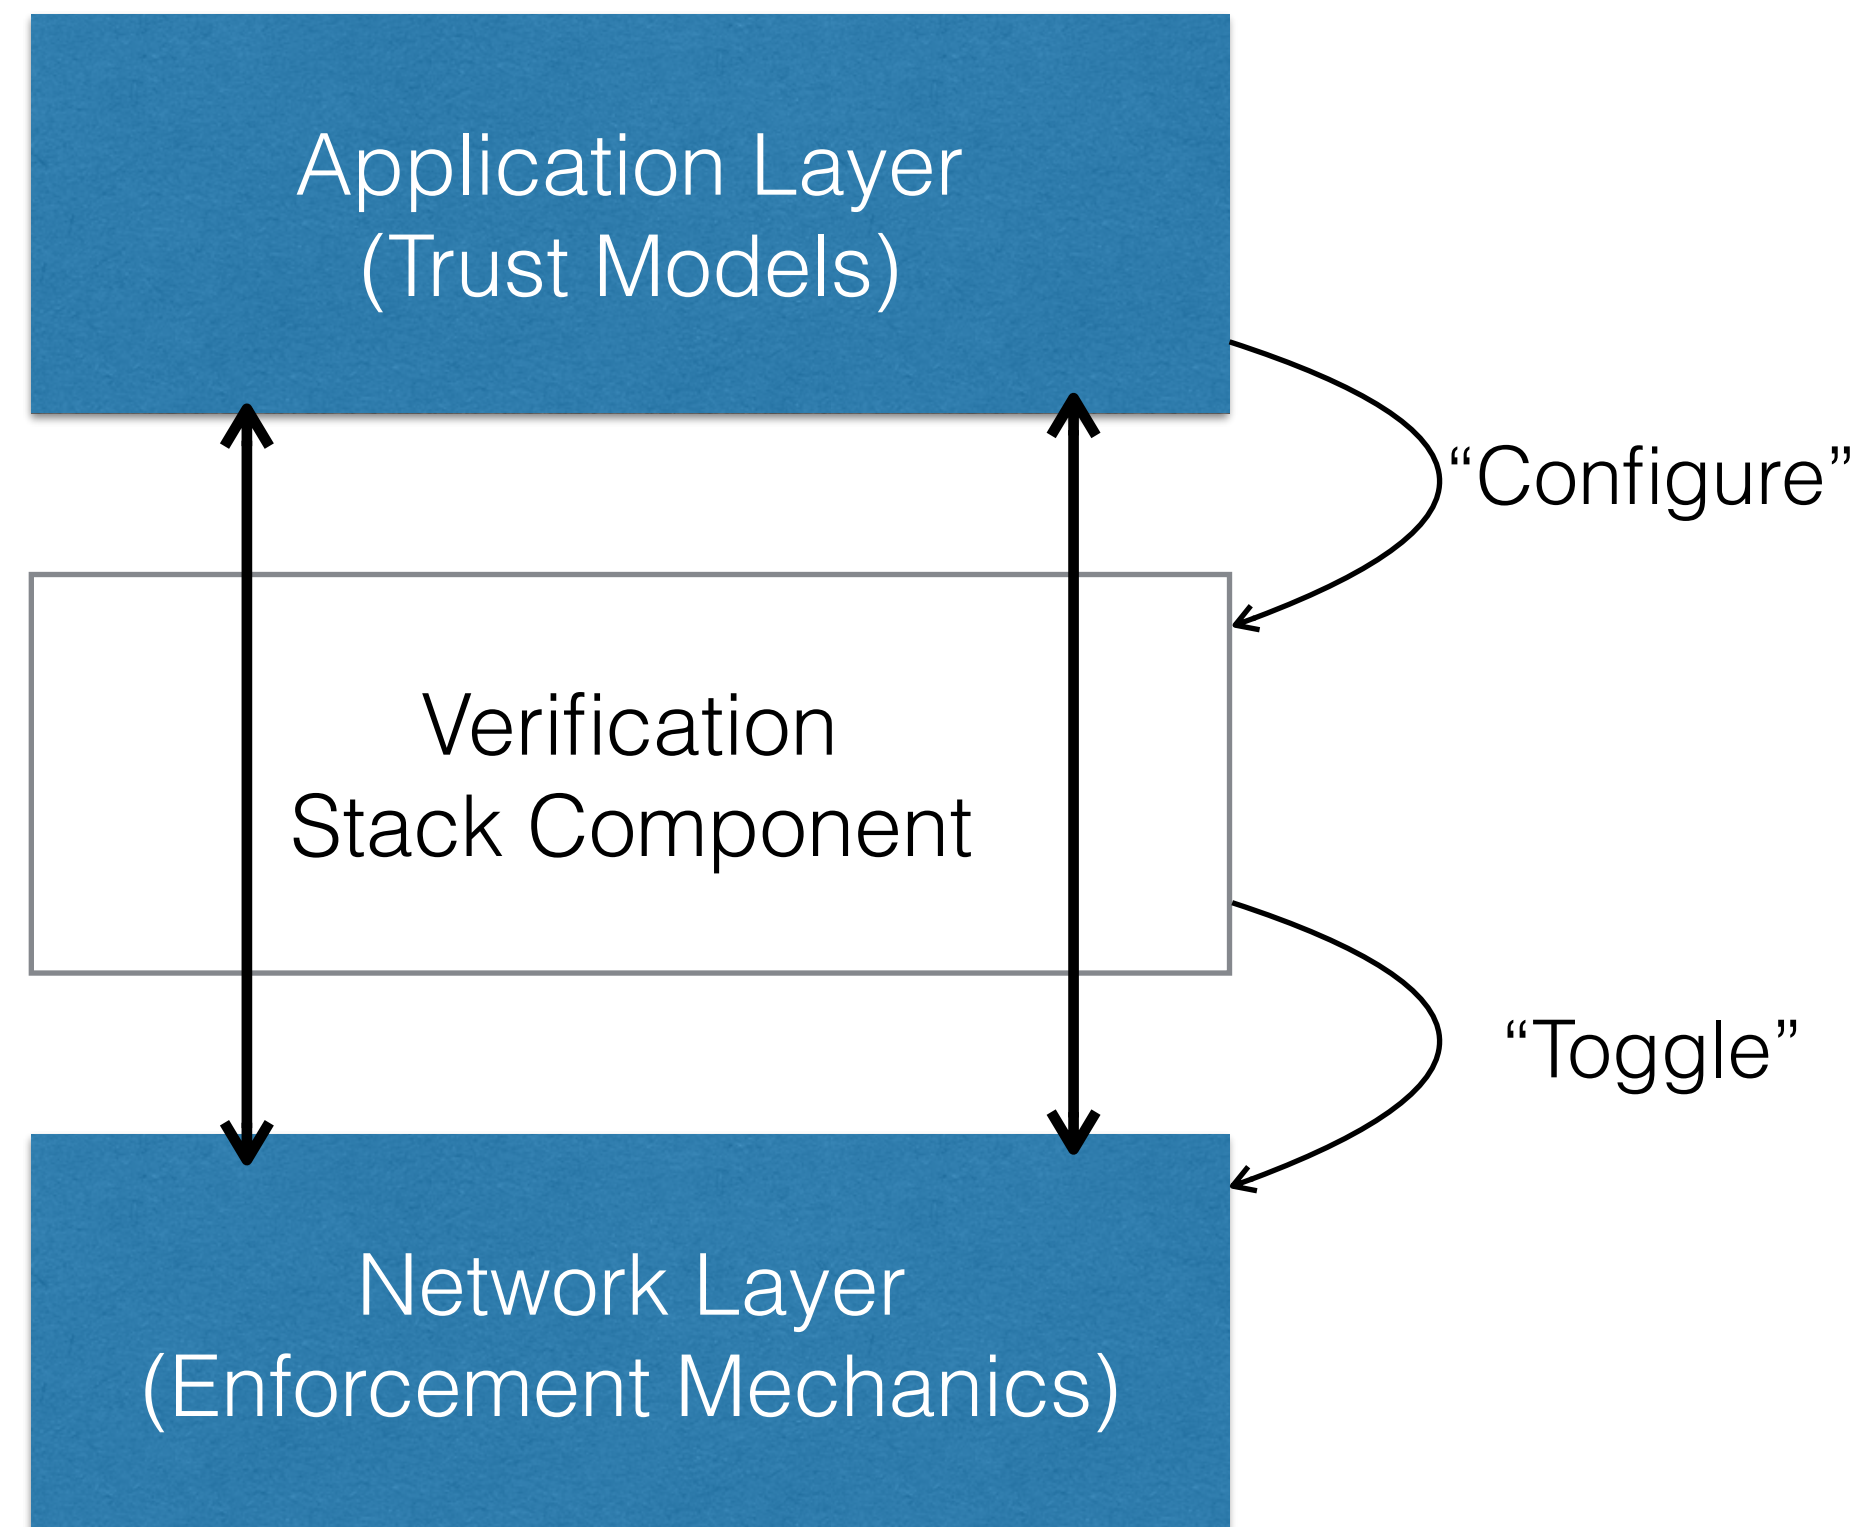 Application Layer
(Trust Models)
“Configure”
Verification
Stack Component
“Toggle”
Network Layer
(Enforcement Mechanics)